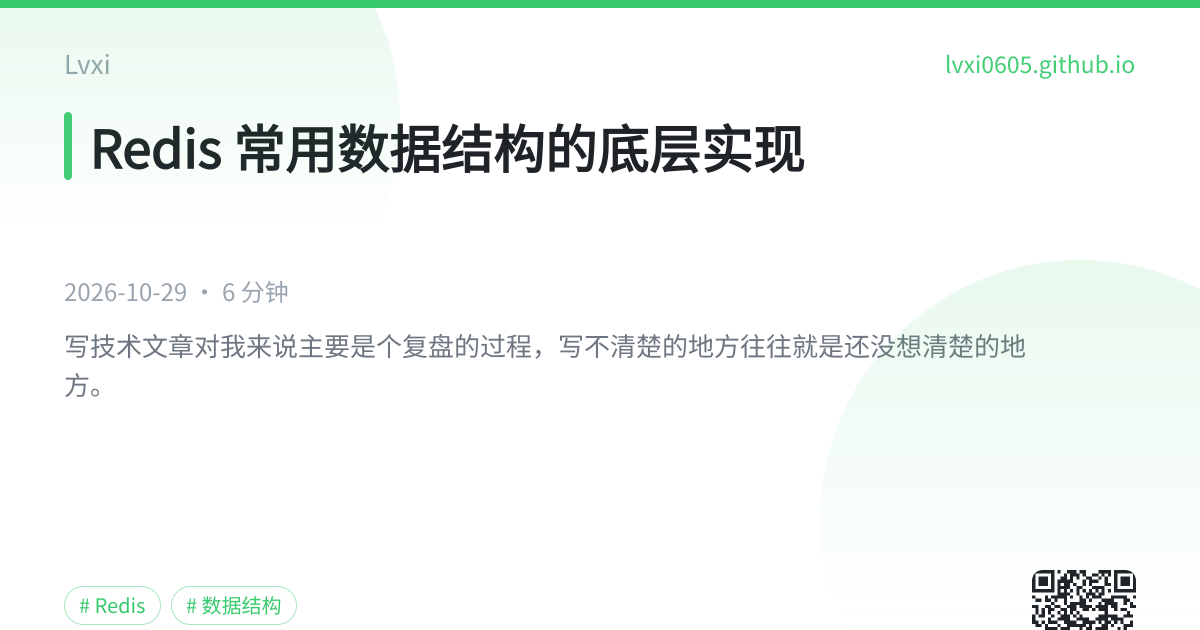 Lvxi
lvxi0605.github.io
Redis 常用数据结构的底层实现
2026-10-29 · 6 分钟
写技术文章对我来说主要是个复盘的过程，写不清楚的地方往往就是还没想清楚的地
方。
# Redis
# 数据结构